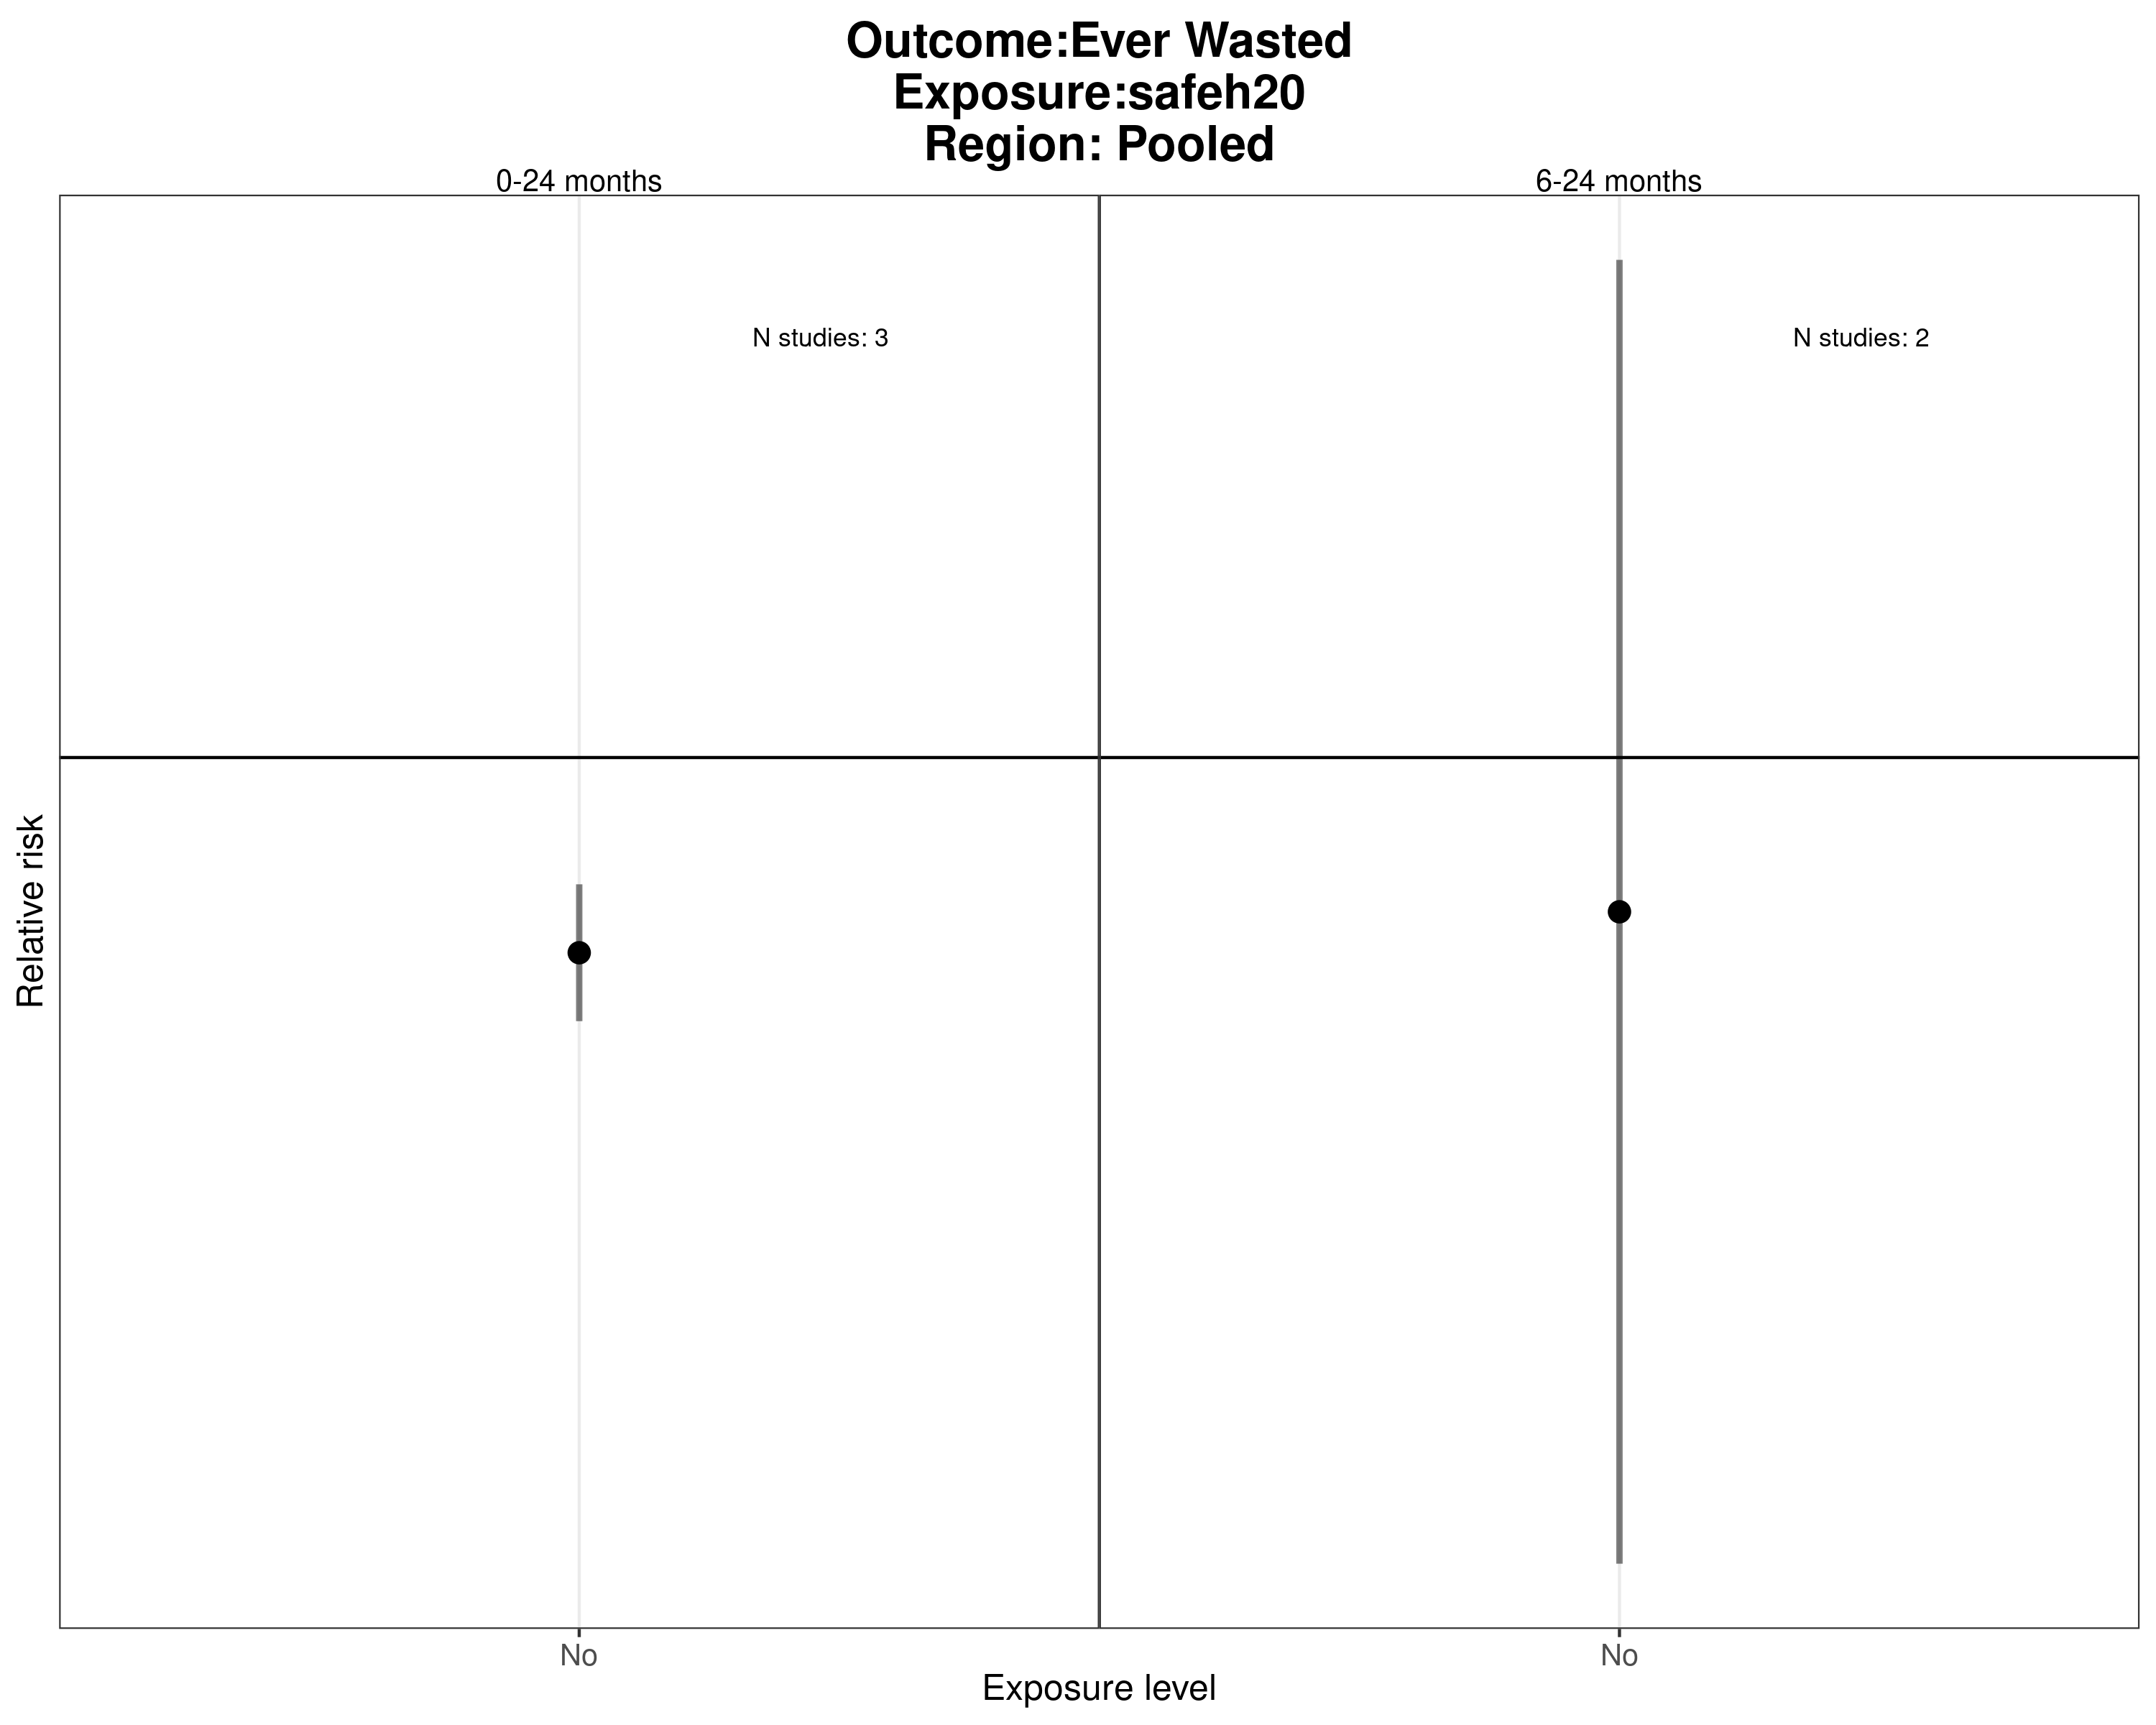 Outcome:Ever Wasted
Exposure:safeh20
Region: Pooled
0-24 months
6-24 months
N studies: 3
N studies: 2
Relative risk
No
No
Exposure level